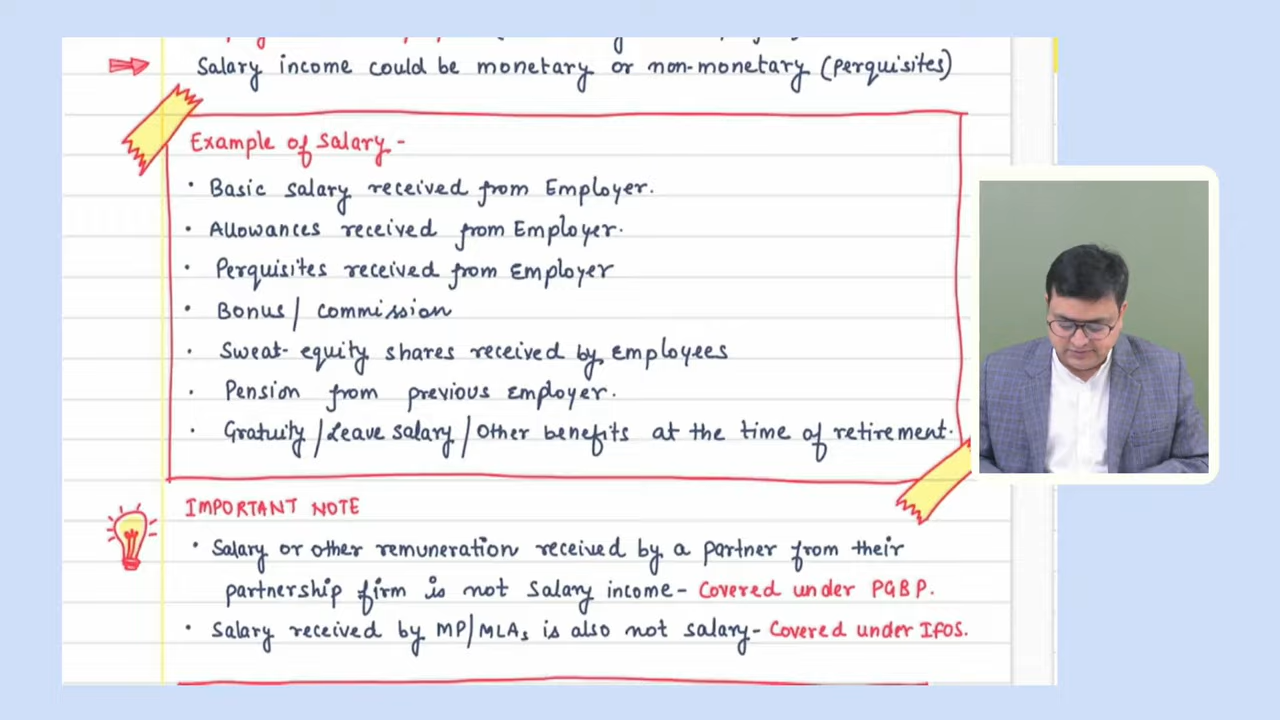 Salary income could be monetary or non-monetary (perquisites)
Example of Salary -
• Basic salary received from Employer.
• Allowances received from Employer.
• Perquisites received from Employer
• Bonus / commission
• Sweat-equity shares received by employees
• Pension from previous employer.
• Gratuity / Leave salary / Other benefits at the time of retirement.
IMPORTANT NOTE
• Salary or other remuneration received by a partner from their
partnership firm is not salary income - Covered under PGBP.
• Salary received by MP/MLAs is also not salary - Covered under IFOS.